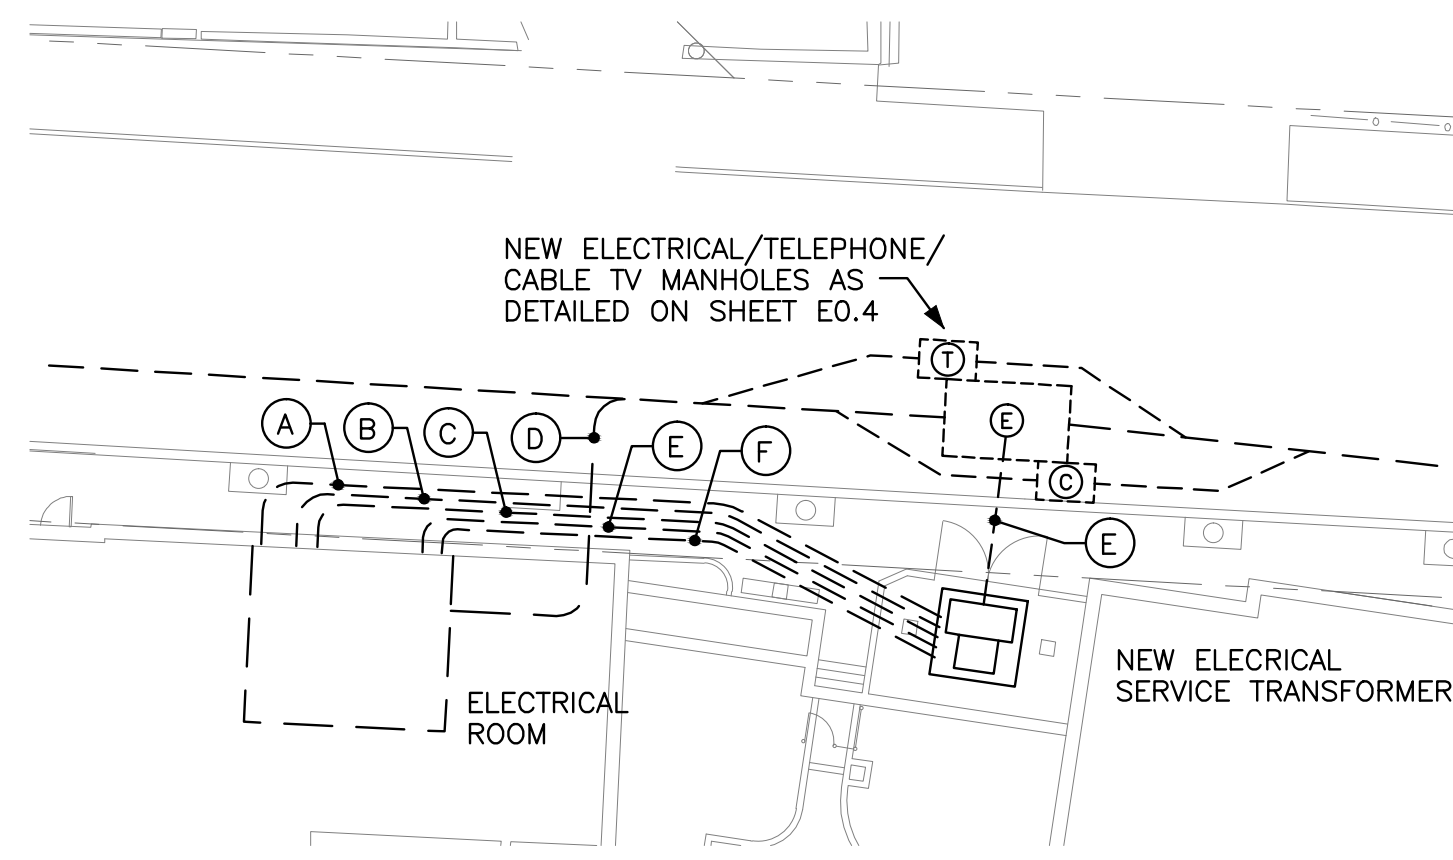 NEW ELECTRICAL/TELEPHONE/
CABLE TV MANHOLES AS
DETAILED ON SHEET E0.4
T
A
B
C
D
E
F
E
C
E
NEW ELECRICAL
SERVICE TRANSFORMER
ELECTRICAL
ROOM